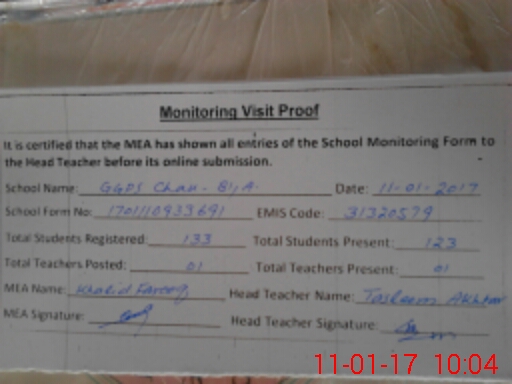 Monitoring Visit Proof
It is certified that the MEA has shown all entries of the School Monitoring Form to
the Head Teacher before its online submission.
School Name: GGPS Chan- Date: 11-01-2017
School Form No: 1701110933691 EMIS Code: 31320579
Total Students Registered: 133 Total Students Present: 123
Total Teachers Posted: 01 Total Teachers Present: 01
MEA Name: Khalid Farooq Head Teacher Name: Tasleem Akhtar
MEA Signature: Head Teacher Signature:
11-01-17 10:04